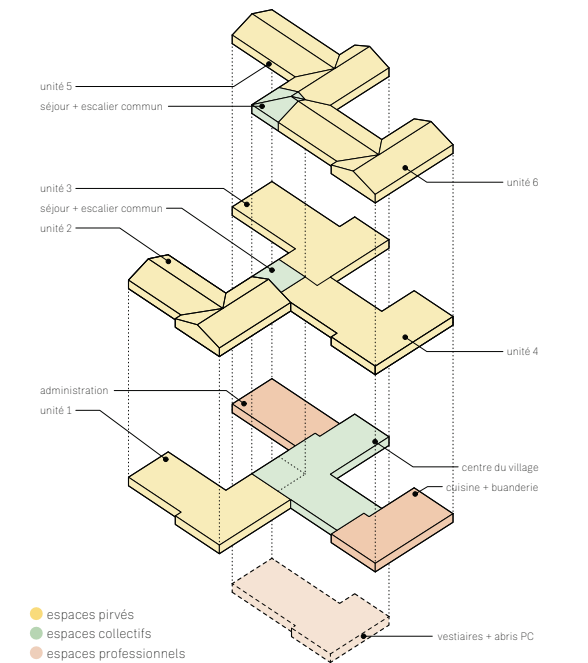 unité 5
séjour + escalier commun
unité 6
unité 3
séjour + escalier commun
unité 2
unité 4
administration
unité 1
centre du village
cuisine + buanderie
vestiaires + abris PC
espaces pirvés
espaces collectifs
espaces professionnels